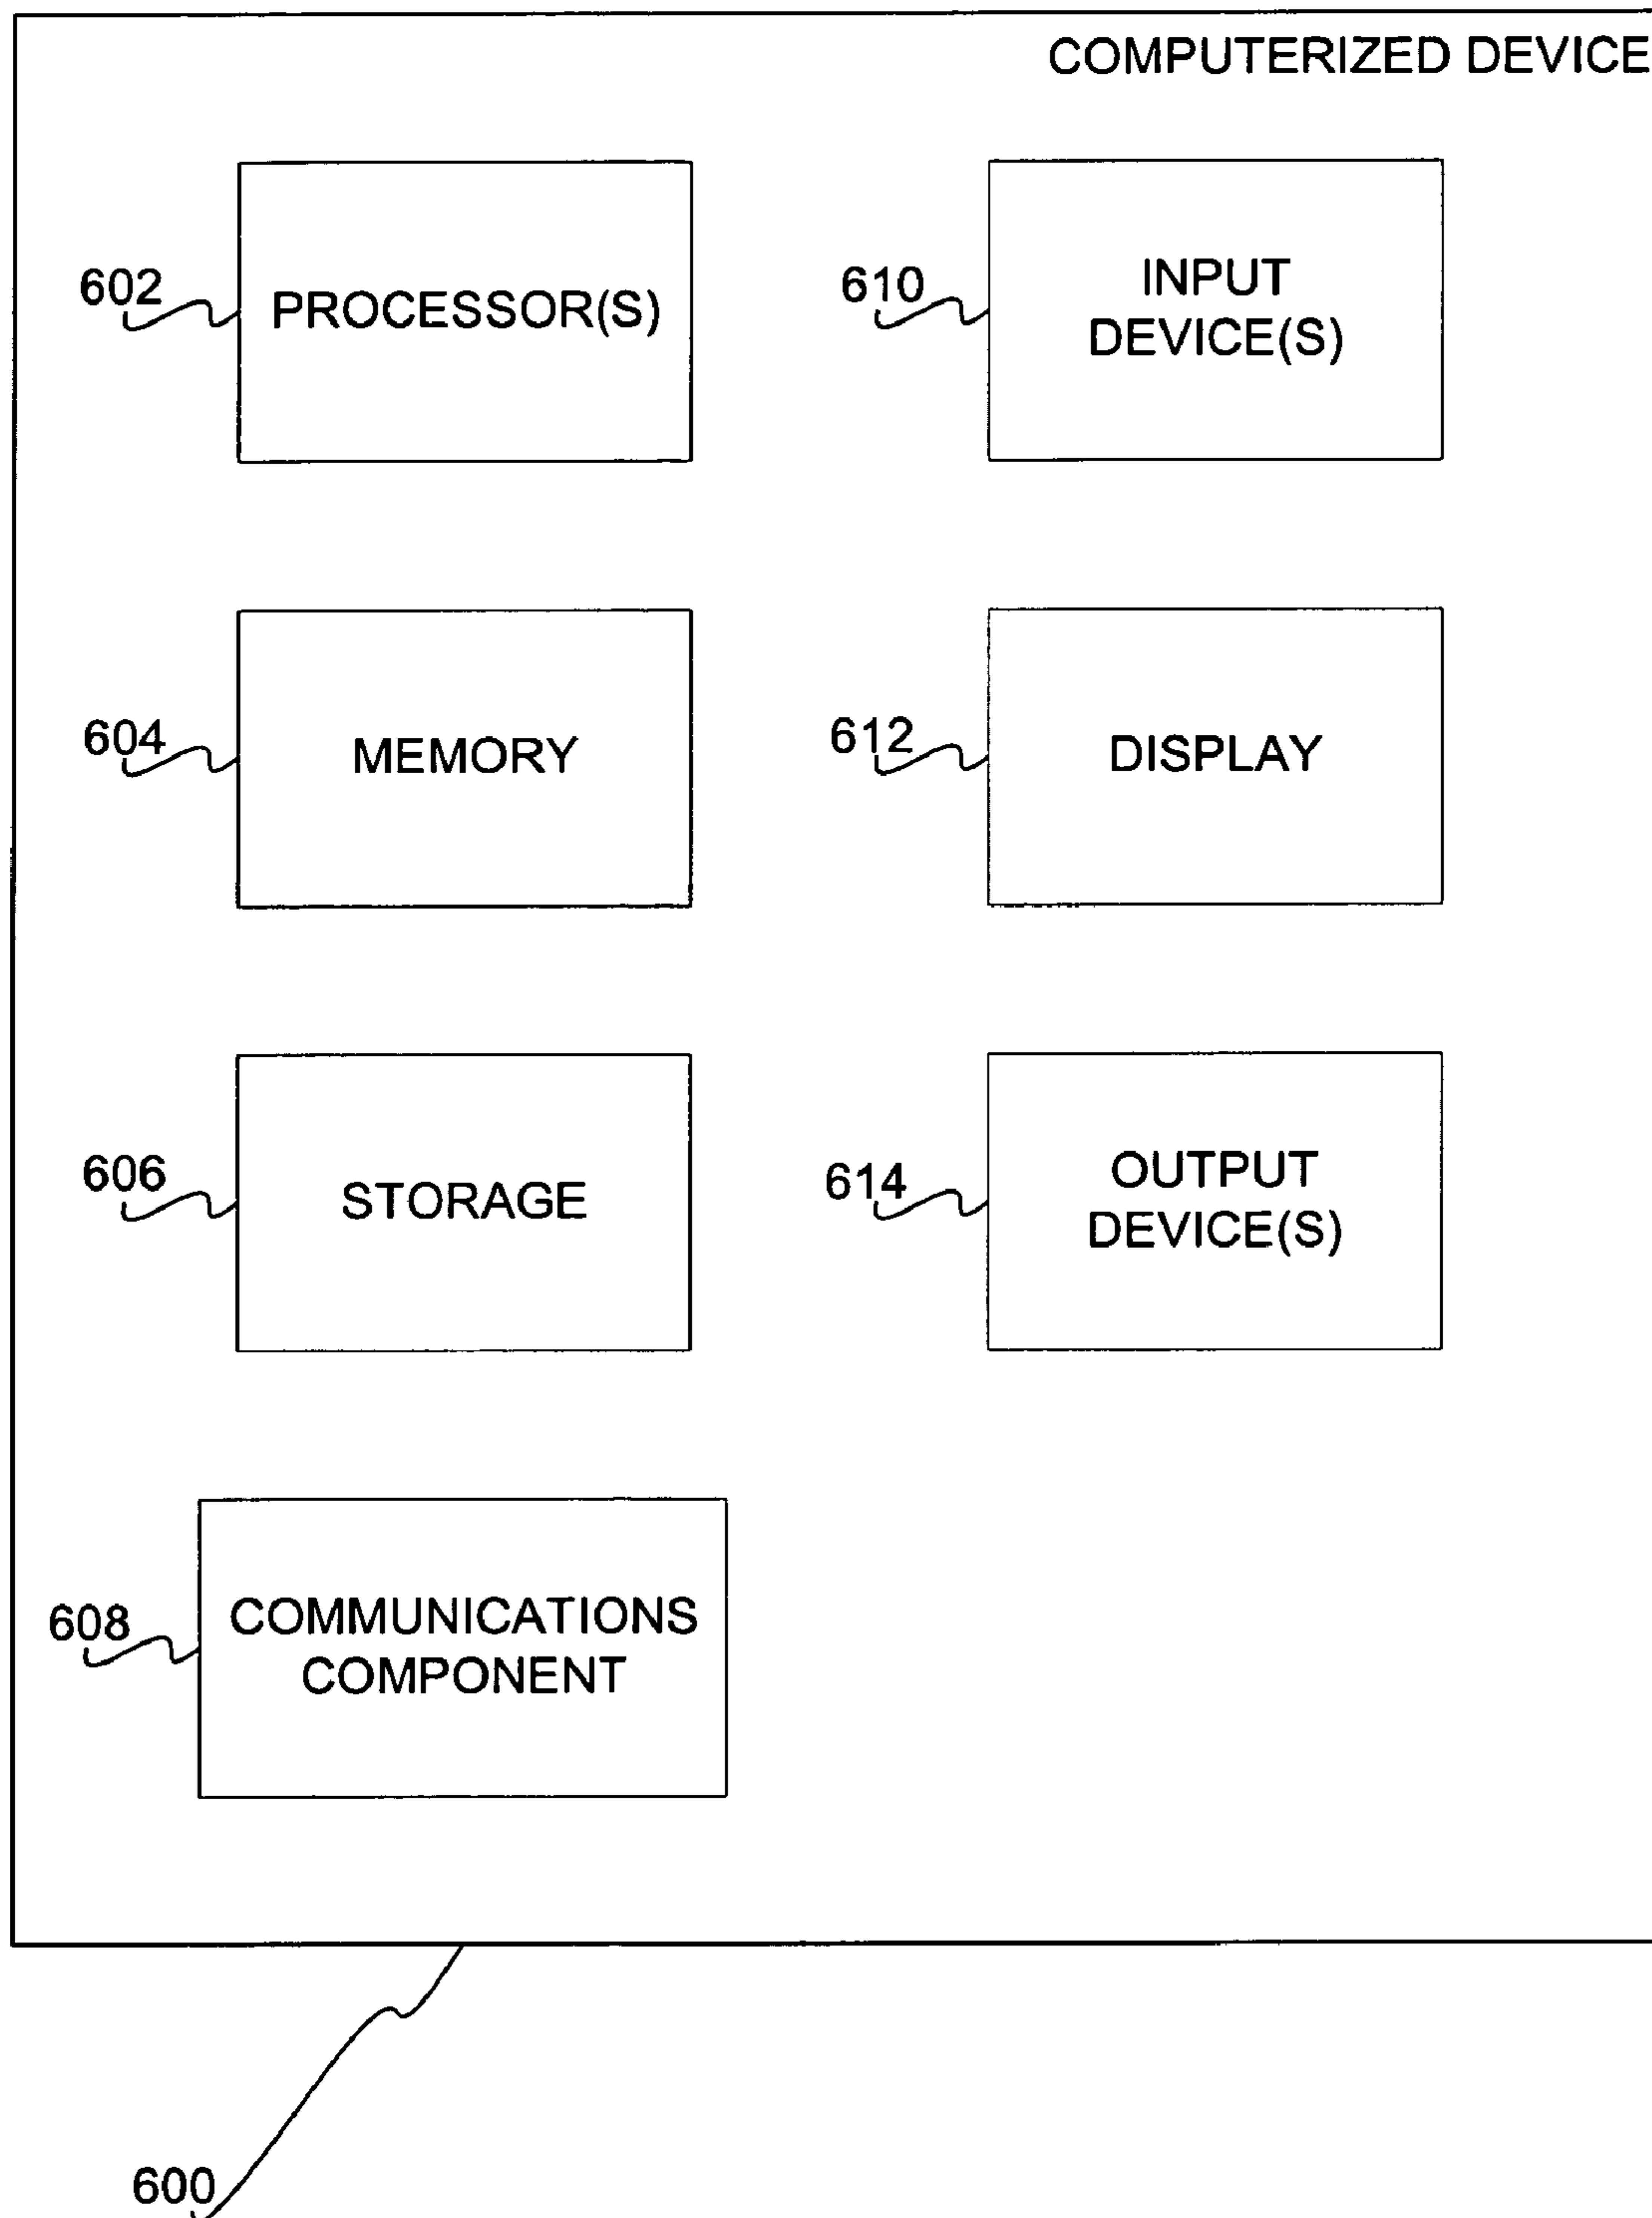 COMPUTERIZED DEVICE
602
PROCESSOR(S)
610
INPUT
DEVICE(S)
604
MEMORY
612
DISPLAY
606
STORAGE
614
OUTPUT
DEVICE(S)
608
COMMUNICATIONS
COMPONENT
600